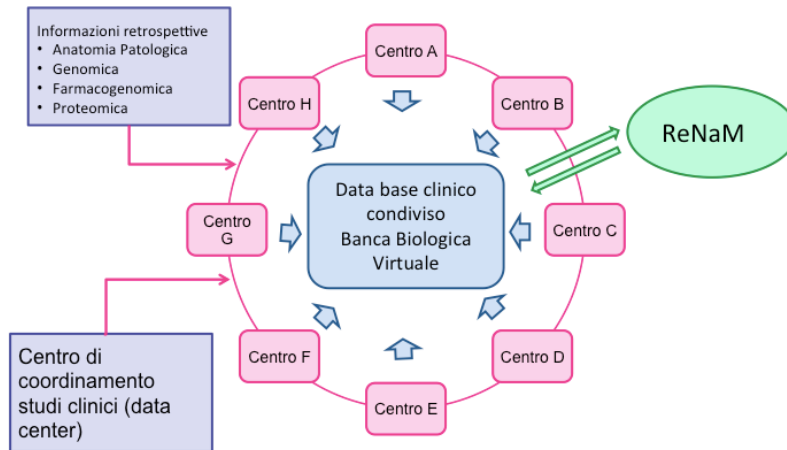 Informazioni retrospettive
• Anatomia Patologica
• Genomica
• Farmacogenomica
• Proteomica
Centro A
Centro H
Centro B
ReNaM
Data base clinico
condiviso
Banca Biologica
Virtuale
Centro
G
Centro C
Centro di
coordinamento
studi clinici (data
center)
Centro F
Centro D
Centro E